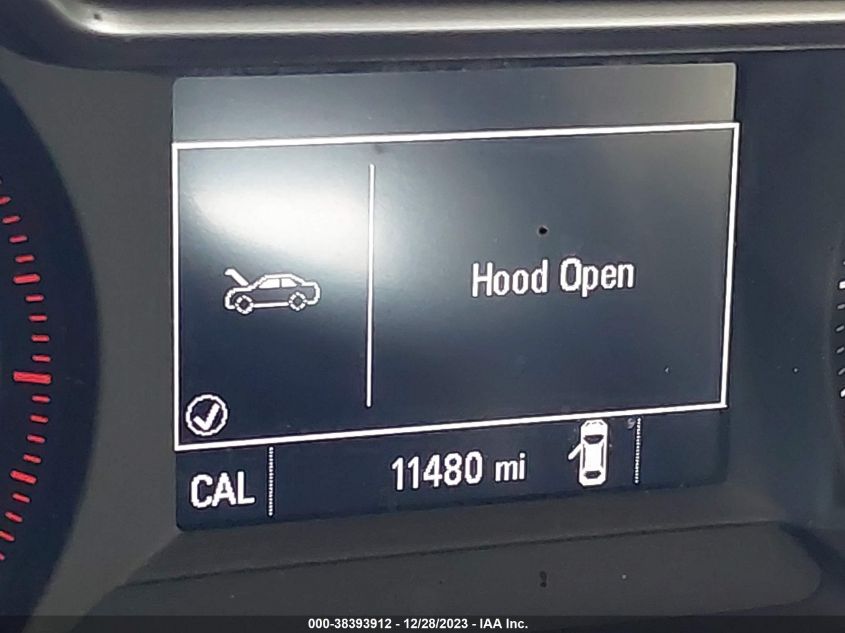 Hood Open
CAL
11480 mi
000-38393912 - 12/28/2023 - IAA Inc.